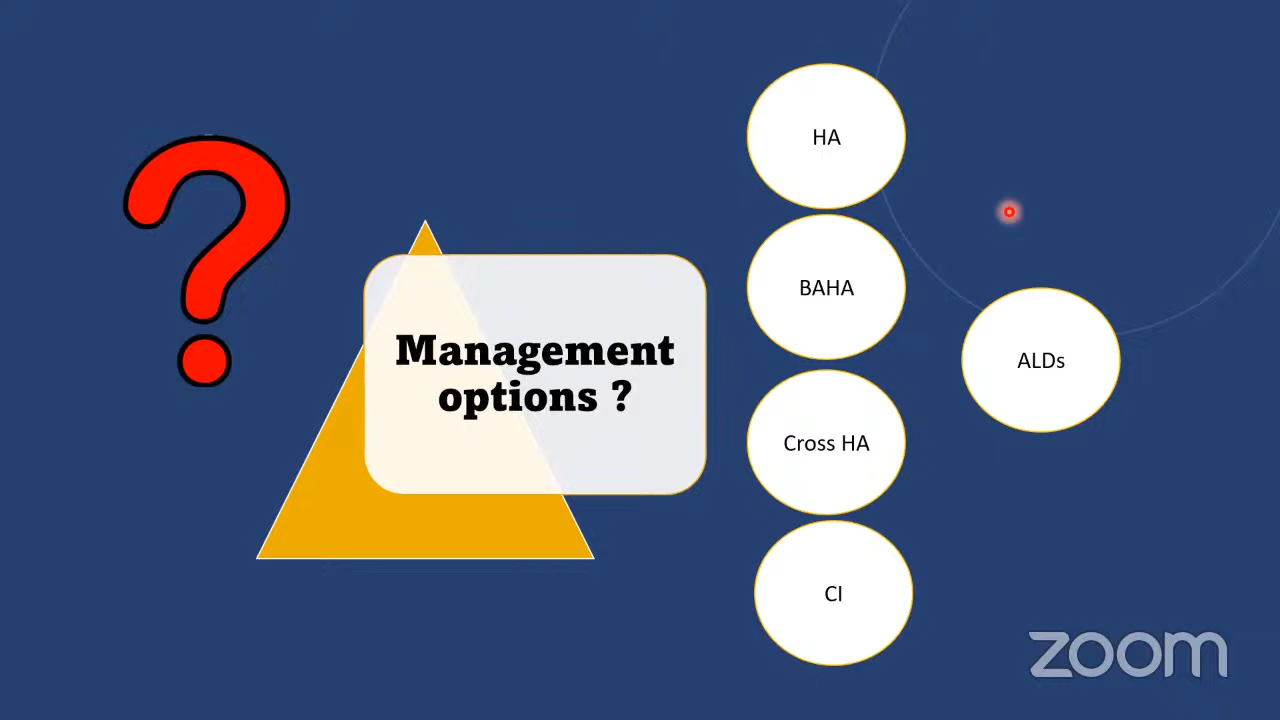 HA
BAHA
Management
options ?
ALDs
Cross HA
CI
zoom